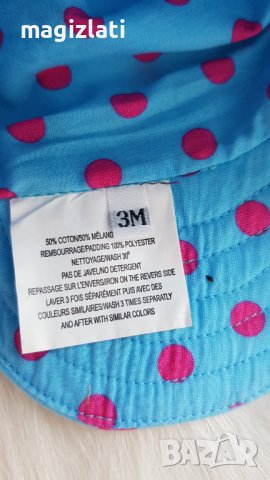 magizlati
3M
50% COTON/50% MÉLANG
REMBOURRAGE/PADDING 100% POLYESTER
NETTOYAGE/WASH 30°
PAS DE JAVELINO DETERGENT
REPASSAGE SUR L'ENVERS/IRON ON THE REVERS SIDE
LAVER 3 FOIS SÉPARÉMENT PUIS AVEC DES
COULEURS SIMILAIRES/WASH 3 TIMES SEPARATLY
AND AFTER WITH SIMILAR COLORS
BAZAR
bg